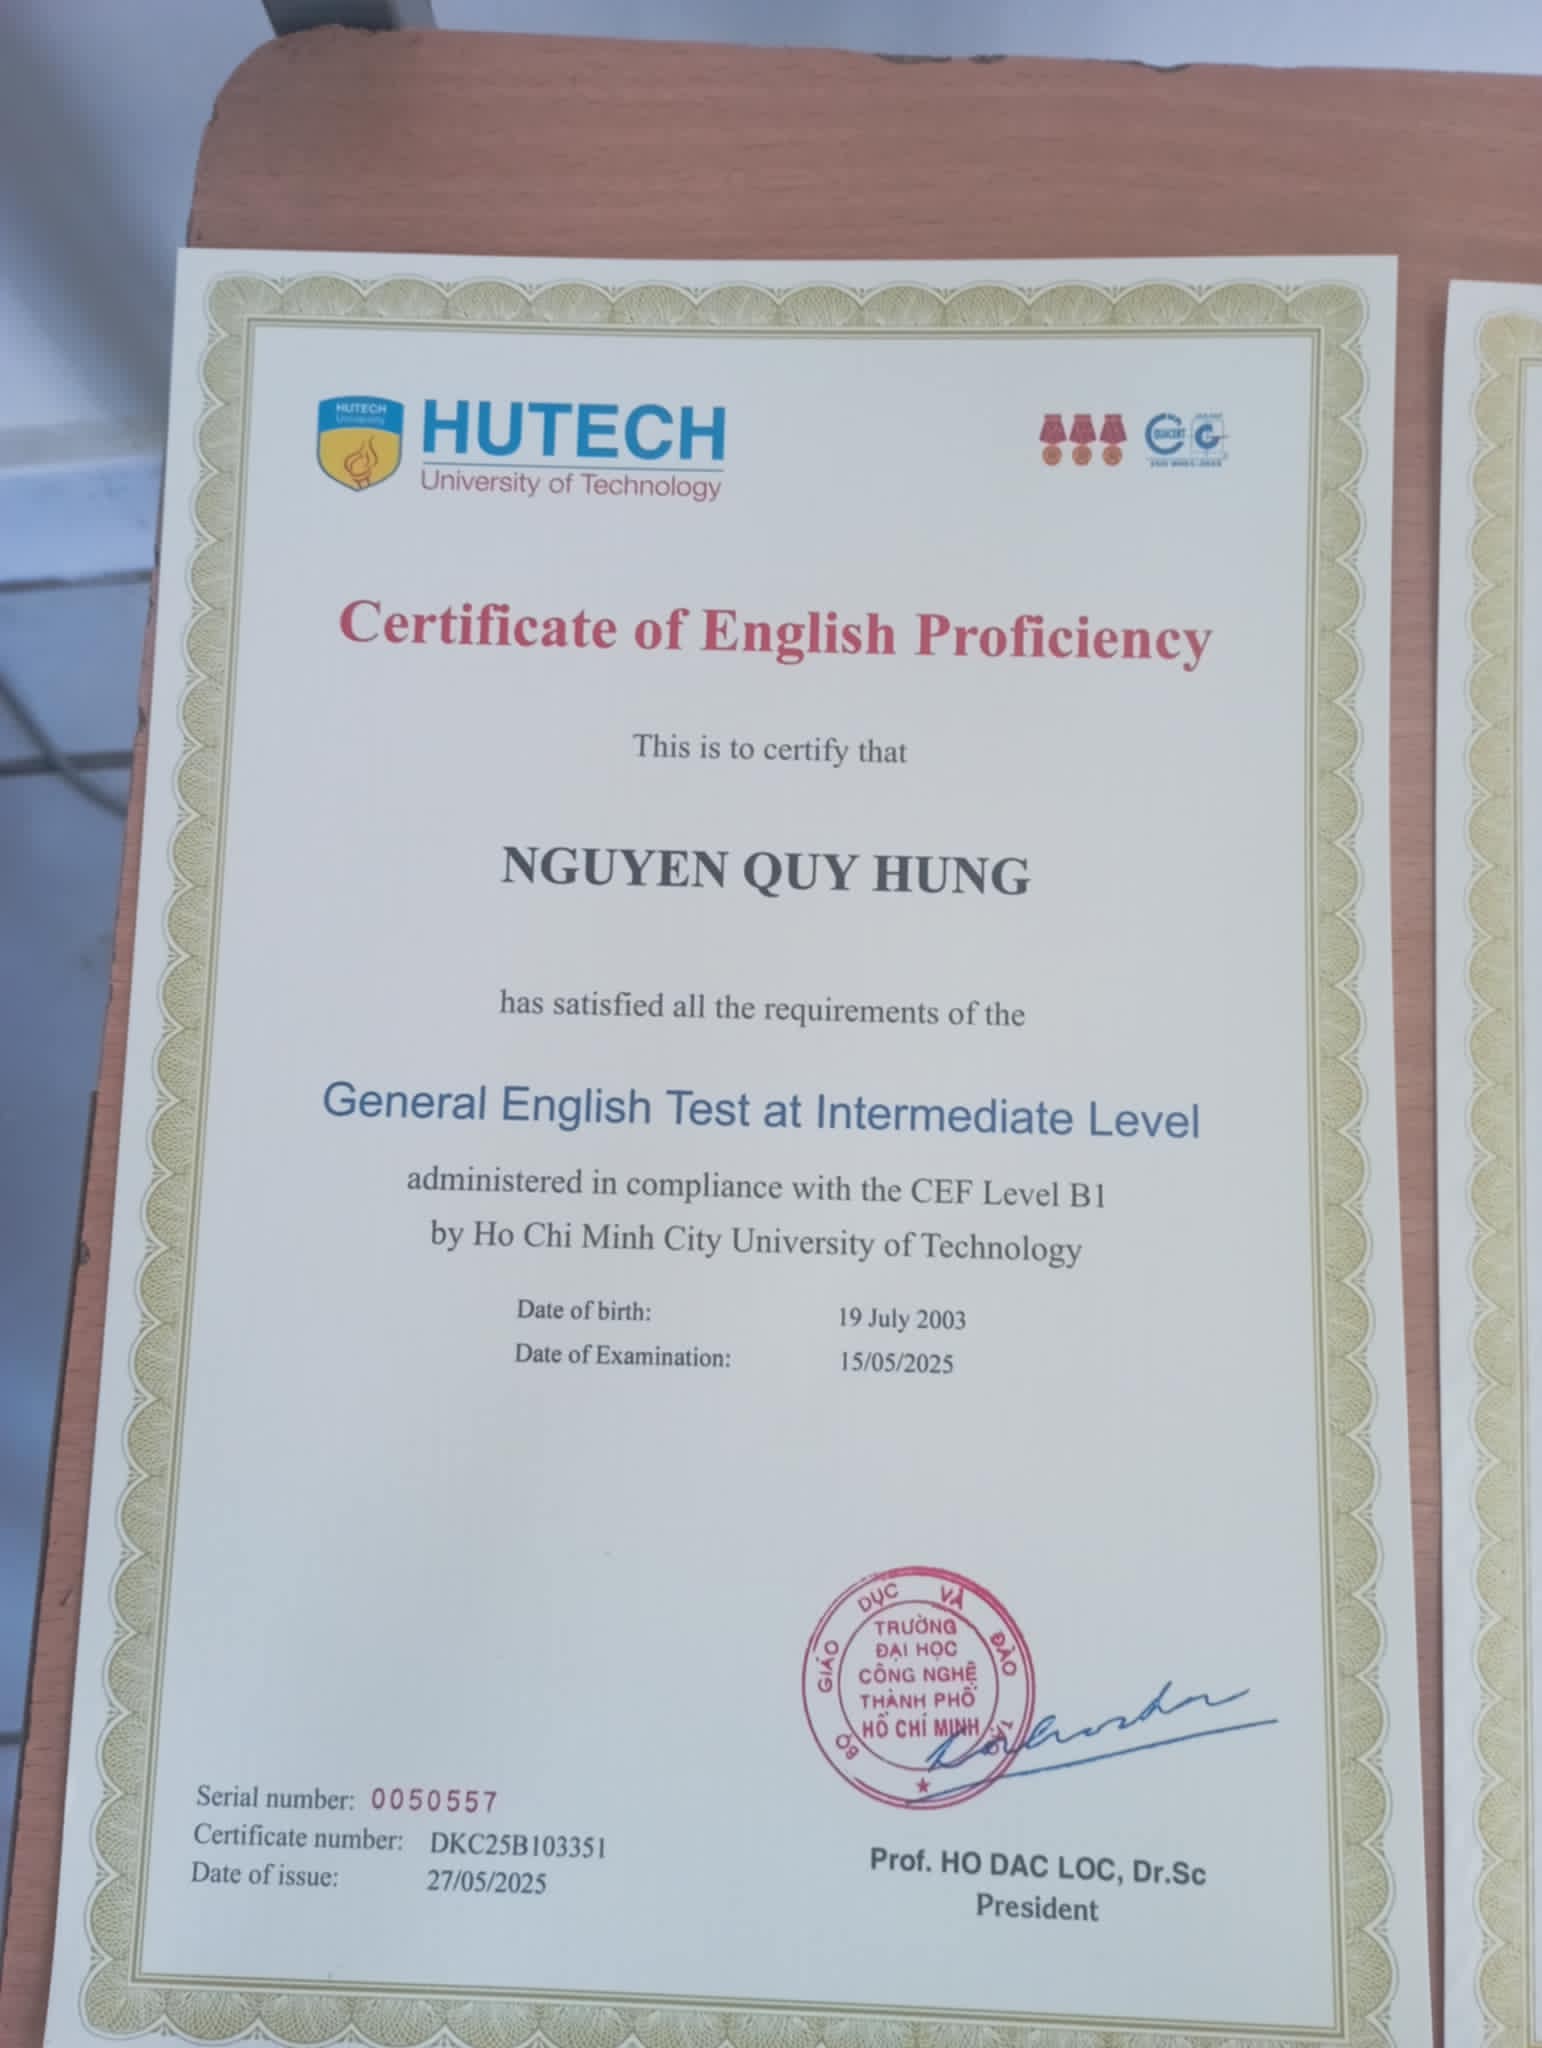 HUTECH
University
HUTECH
University of Technology
QUACERT
Certificate of English Proficiency
This is to certify that
NGUYEN QUY HUNG
has satisfied all the requirements of the
General English Test at Intermediate Level
administered in compliance with the CEF Level B1
by Ho Chi Minh City University of Technology
Date of birth: 19 July 2003
Date of Examination: 15/05/2025
BỘ GIÁO DỤC VÀ ĐÀO TẠO
TRƯỜNG
ĐẠI HỌC
CÔNG NGHỆ
THÀNH PHỐ
HỒ CHÍ MINH
Serial number: 0050557
Certificate number: DKC25B103351
Date of issue: 27/05/2025
Prof. HO DAC LOC, Dr.Sc
President